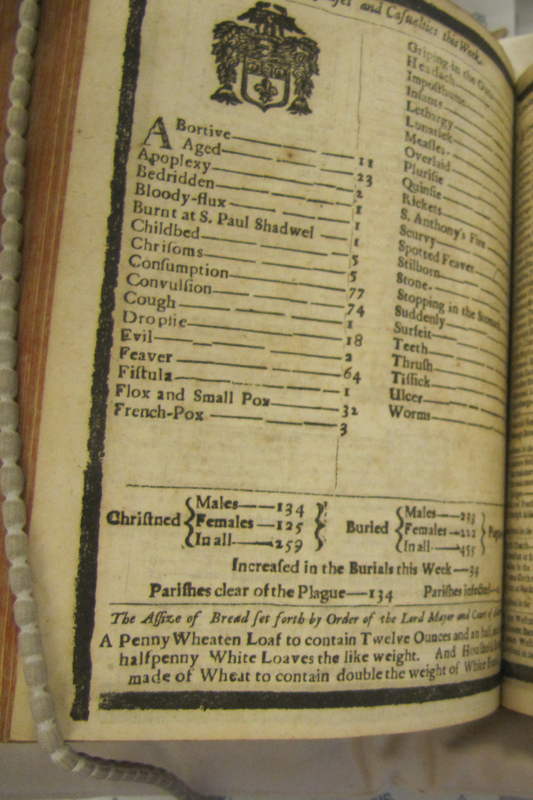 and Caſualties this Week.
ABortive — 11
Aged — 23
Apoplexy — 2
Bedridden — 1
Bloody-flux — 1
Burnt at S. Paul Shadwel — 1
Childbed — 5
Chriſoms — 5
Conſumption — 77
Convulſion — 74
Cough — 1
Dropſie — 18
Evil — 2
Feaver — 64
Fiſtula — 1
Flox and Small Pox — 32
French-Pox — 3
Griping in the Guts
Headach
Impoſthume
Infants
Lethargy
Lunatick
Meaſles
Overlaid
Pluriſie
Quinſie
Rickets
S. Anthony's Fire
Scurvy
Spotted Feaver
Stilborn
Stone
Stopping in the Stomach
Suddenly
Surfeit
Teeth
Thruſh
Tiſſick
Ulcer
Worms
Chriſtned { Males — 134
Females — 125
In all — 259 }
Buried { Males — 233
Females — 222
In all — 455 }
Increaſed in the Burials this Week — 34
Pariſhes clear of the Plague — 134 Pariſhes infected
The Aſſize of Bread ſet forth by Order of the Lord Mayor and Court of
A Penny Wheaten Loaf to contain Twelve Ounces and an half,
halfpenny White Loaves the like weight. And Houſhold
made of Wheat to contain double the weight of White